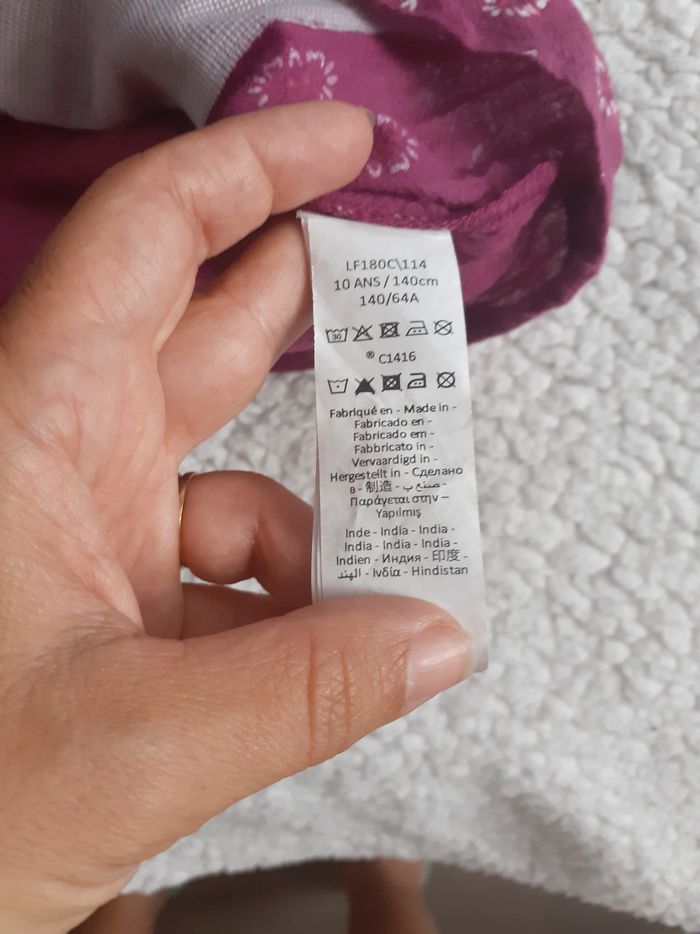 LF180C\114
10 ANS / 140cm
140/64A
30
® C1416
Fabriqué en - Made in -
Fabricado en -
Fabricado em -
Fabbricato in -
Vervaardigd in -
Hergestellt in - Сделано
в - 制造 - صنع ب -
Παράγεται στην –
Yapılmış
Inde - India - India -
India - India - India -
Indien - Индия - 印度 -
الهند - Ινδία - Hindistan